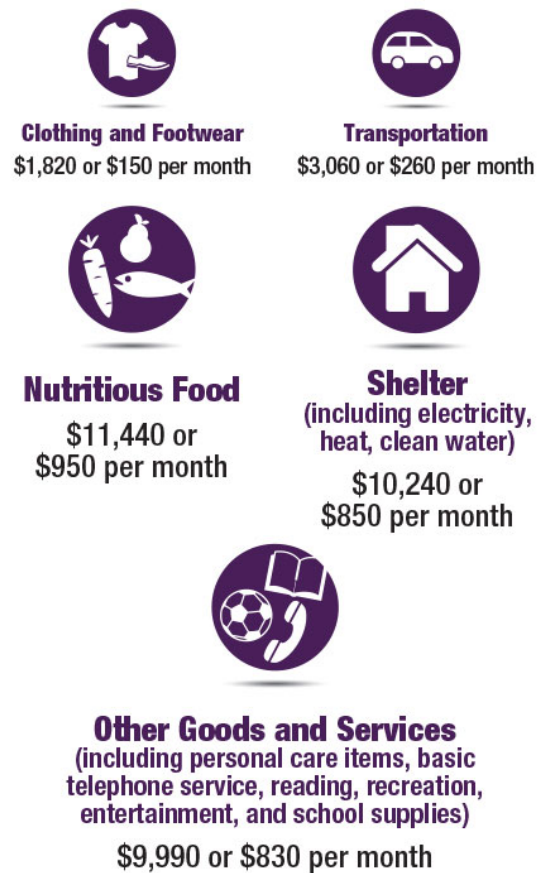 Clothing and Footwear
$1,820 or $150 per month
Transportation
$3,060 or $260 per month
Nutritious Food
$11,440 or
$950 per month
Shelter
(including electricity,
heat, clean water)
$10,240 or
$850 per month
Other Goods and Services
(including personal care items, basic
telephone service, reading, recreation,
entertainment, and school supplies)
$9,990 or $830 per month